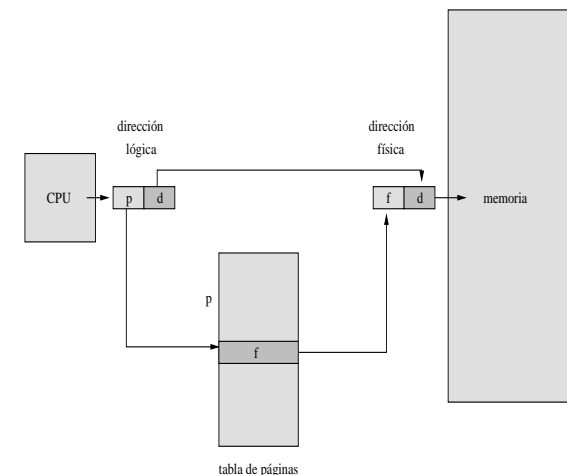 dirección
lógica
dirección
física
CPU
p
d
f
d
memoria
p
f
tabla de páginas